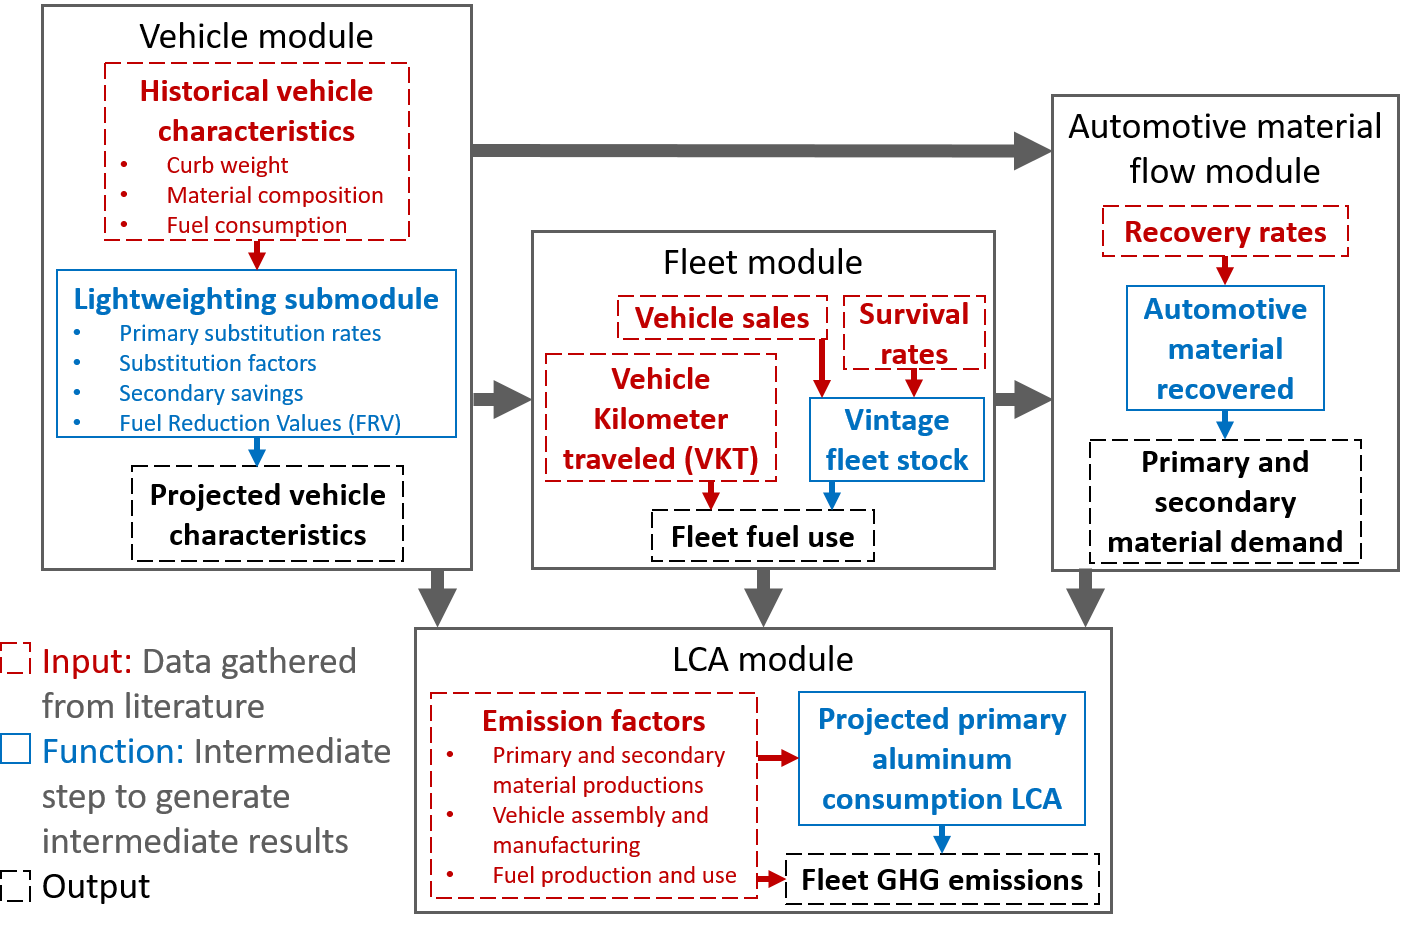 Vehicle module
Historical vehicle
characteristics
• Curb weight
• Material composition
• Fuel consumption
Lightweighting submodule
• Primary substitution rates
• Substitution factors
• Secondary savings
• Fuel Reduction Values (FRV)
Projected vehicle
characteristics
Fleet module
Vehicle sales
Survival
rates
Vehicle
Kilometer
traveled (VKT)
Vintage
fleet stock
Fleet fuel use
Automotive material
flow module
Recovery rates
Automotive
material
recovered
Primary and
secondary
material demand
LCA module
Emission factors
• Primary and secondary
material productions
• Vehicle assembly and
manufacturing
• Fuel production and use
Projected primary
aluminum
consumption LCA
Fleet GHG emissions
Input: Data gathered
from literature
Function: Intermediate
step to generate
intermediate results
Output